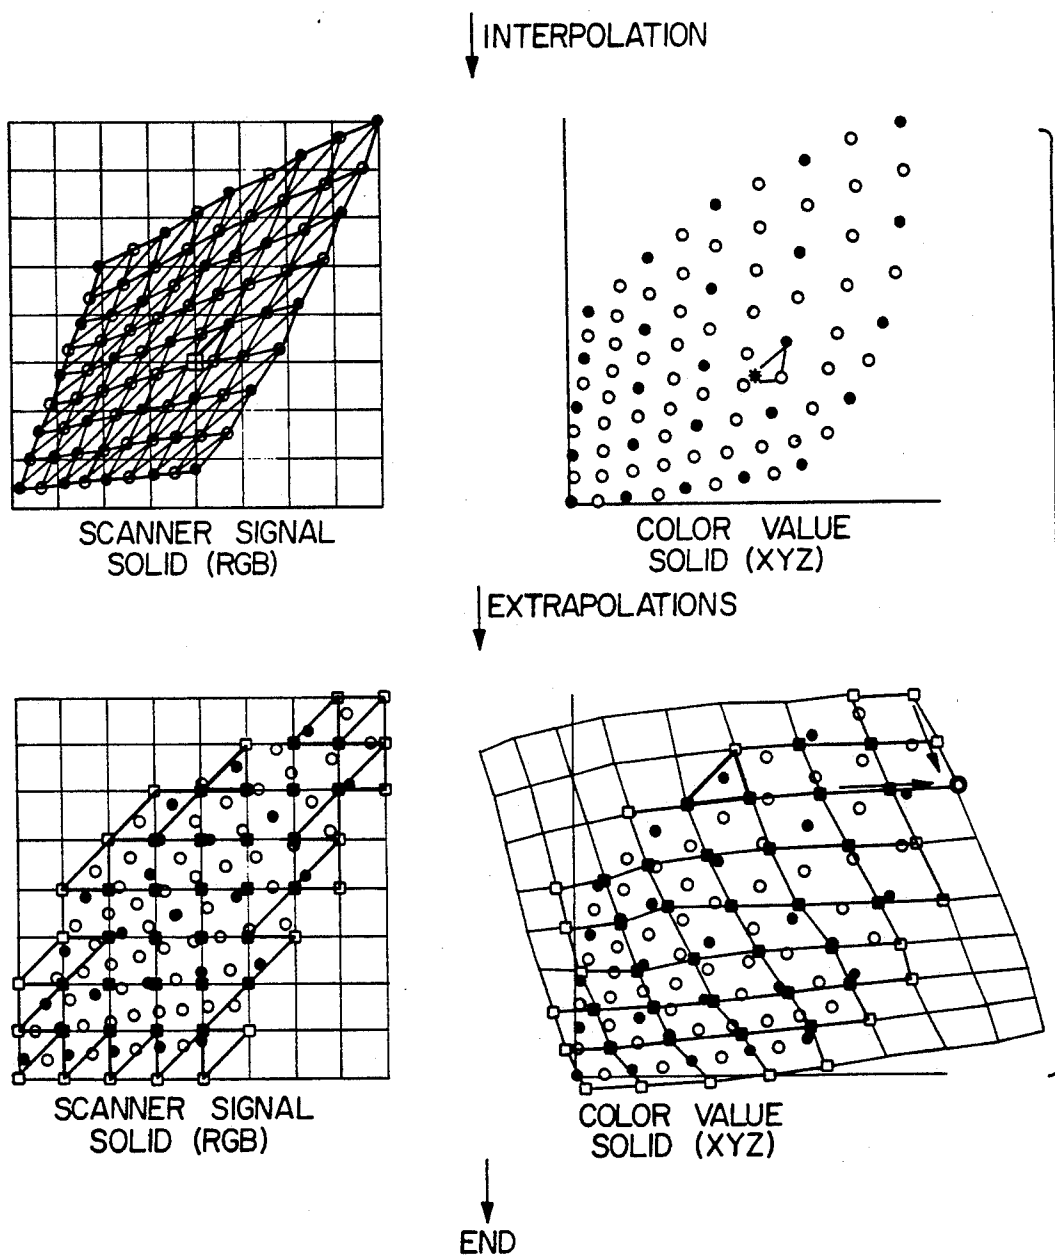 INTERPOLATION
SCANNER SIGNAL
SOLID (RGB)
COLOR VALUE
SOLID (XYZ)
EXTRAPOLATIONS
SCANNER SIGNAL
SOLID (RGB)
COLOR VALUE
SOLID (XYZ)
END